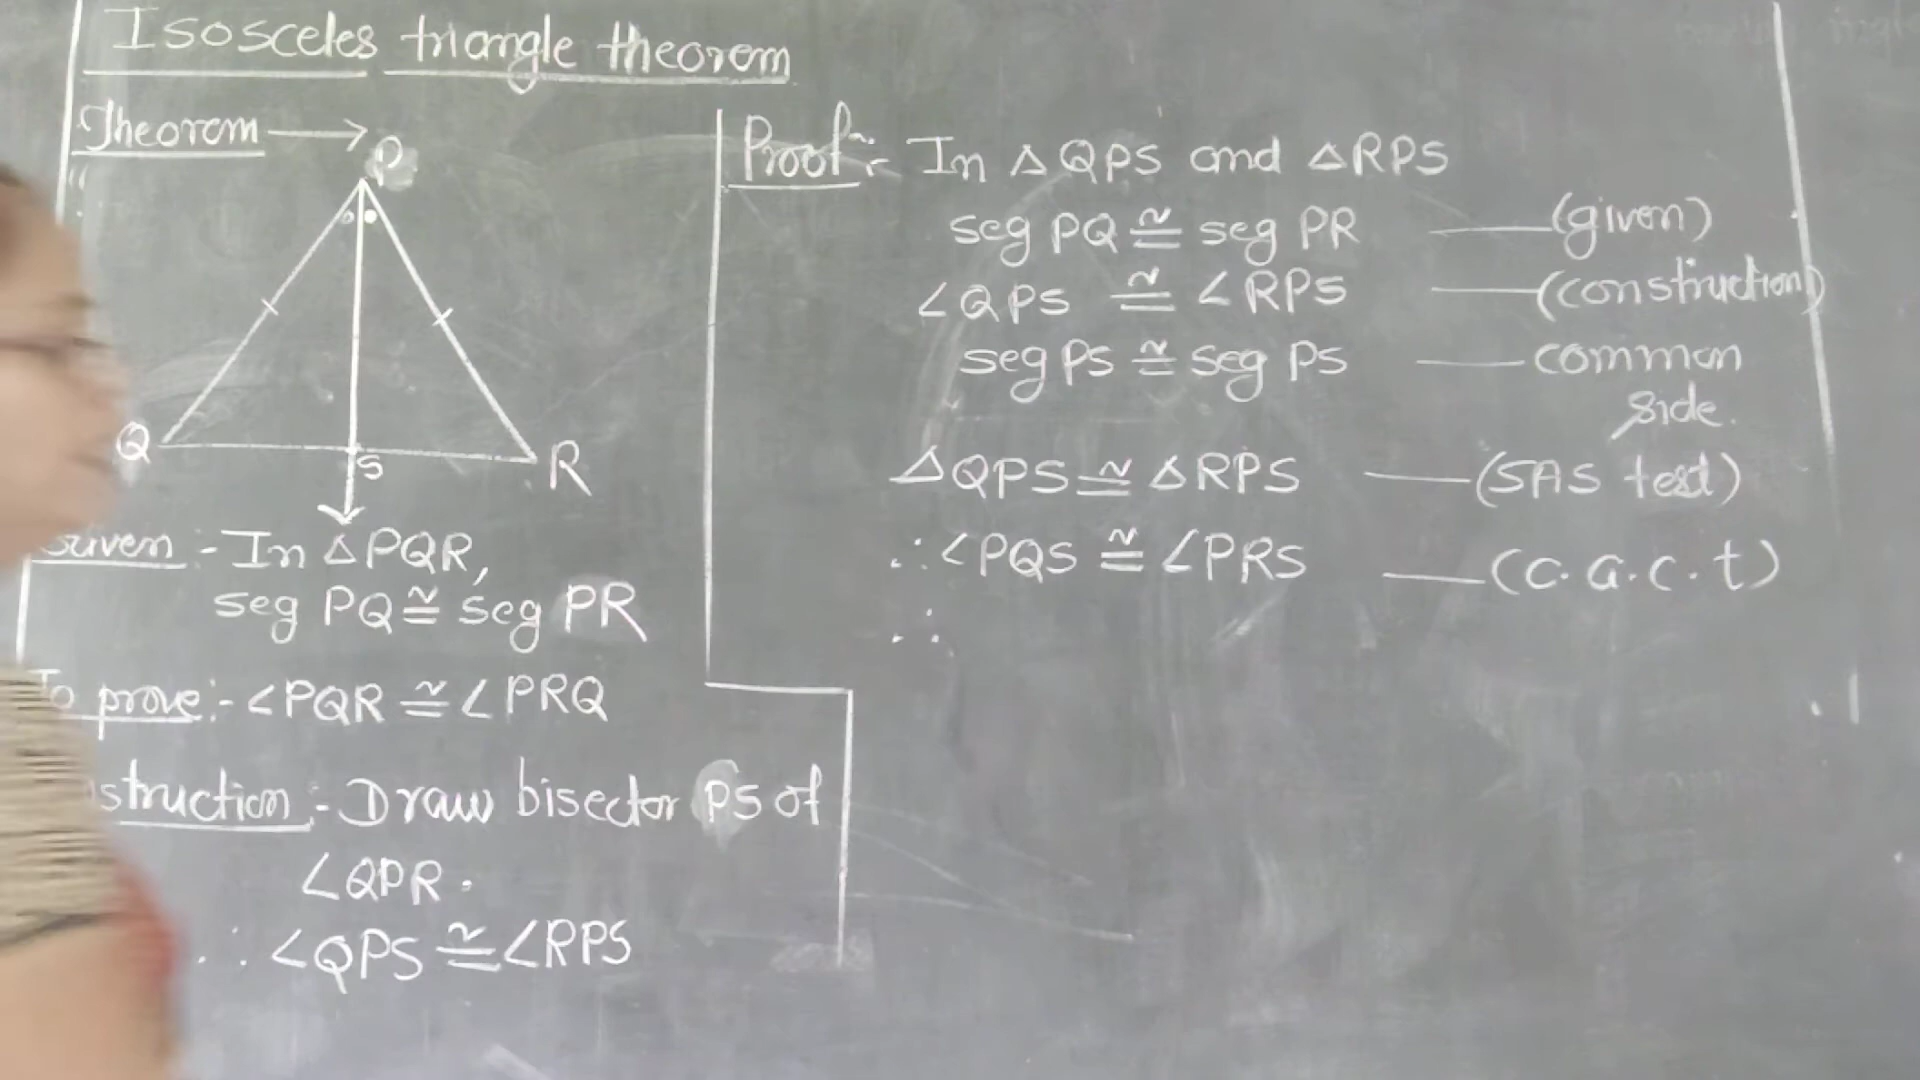 Isosceles triangle theorem
Theorem →
P
Q
S
R
Given :- In △PQR,
seg PQ ≅ seg PR
To prove :- ∠PQR ≅ ∠PRQ
struction :- Draw bisector PS of
∠QPR.
∴ ∠QPS ≅ ∠RPS
Proof :- In △QPS and △RPS
seg PQ ≅ seg PR — (given)
∠QPS ≅ ∠RPS — (construction)
seg PS ≅ seg PS — common
side.
△QPS ≅ △RPS — (SAS test)
∴ ∠PQS ≅ ∠PRS — (c.a.c.t)
∴